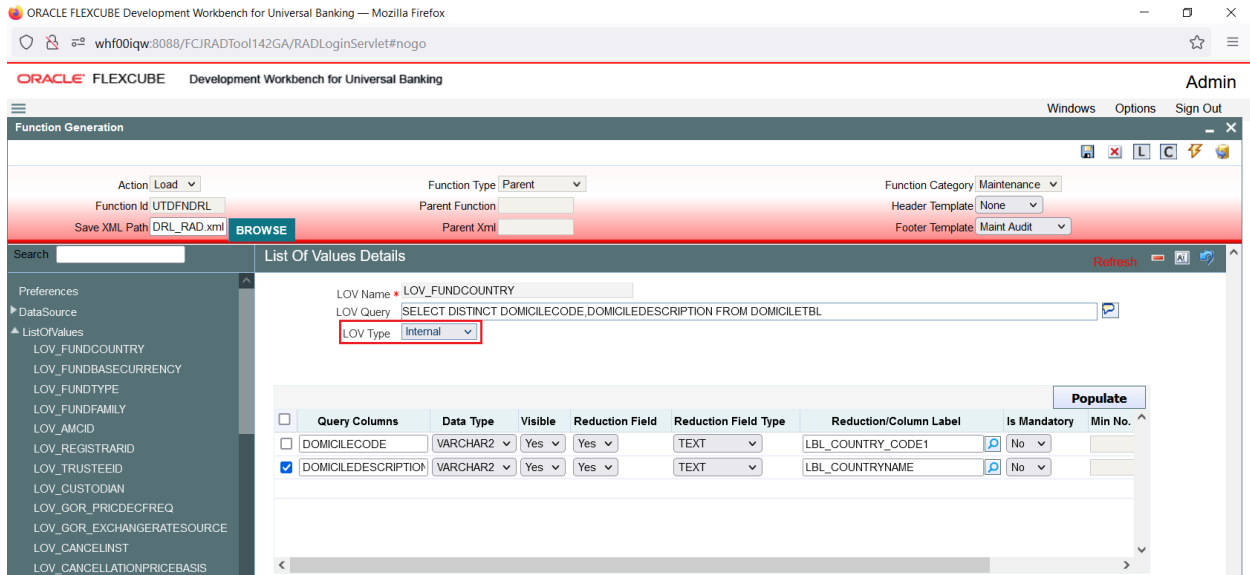 ORACLE FLEXCUBE Development Workbench for Universal Banking — Mozilla Firefox
whf00iqw:8088/FCJRADTool142GA/RADLoginServlet#nogo
ORACLE FLEXCUBE Development Workbench for Universal Banking
Admin
Windows Options Sign Out
Function Generation
L C
Action Load Function Type Parent Function Category Maintenance
Function Id UTDFNDRL Parent Function Header Template None
Save XML Path DRL_RAD.xml BROWSE Parent Xml Footer Template Maint Audit
Search List Of Values Details Refresh
Preferences
DataSource
ListOfValues
LOV_FUNDCOUNTRY
LOV_FUNDBASECURRENCY
LOV_FUNDTYPE
LOV_FUNDFAMILY
LOV_AMCID
LOV_REGISTRARID
LOV_TRUSTEEID
LOV_CUSTODIAN
LOV_GOR_PRICDECFREQ
LOV_GOR_EXCHANGERATESOURCE
LOV_CANCELINST
LOV_CANCELLATIONPRICEBASIS
LOV Name * LOV_FUNDCOUNTRY
LOV Query SELECT DISTINCT DOMICILECODE,DOMICILEDESCRIPTION FROM DOMICILETBL
LOV Type Internal
Populate
Query Columns Data Type Visible Reduction Field Reduction Field Type Reduction/Column Label Is Mandatory Min No.
DOMICILECODE VARCHAR2 Yes Yes TEXT LBL_COUNTRY_CODE1 No
DOMICILEDESCRIPTION VARCHAR2 Yes Yes TEXT LBL_COUNTRYNAME No